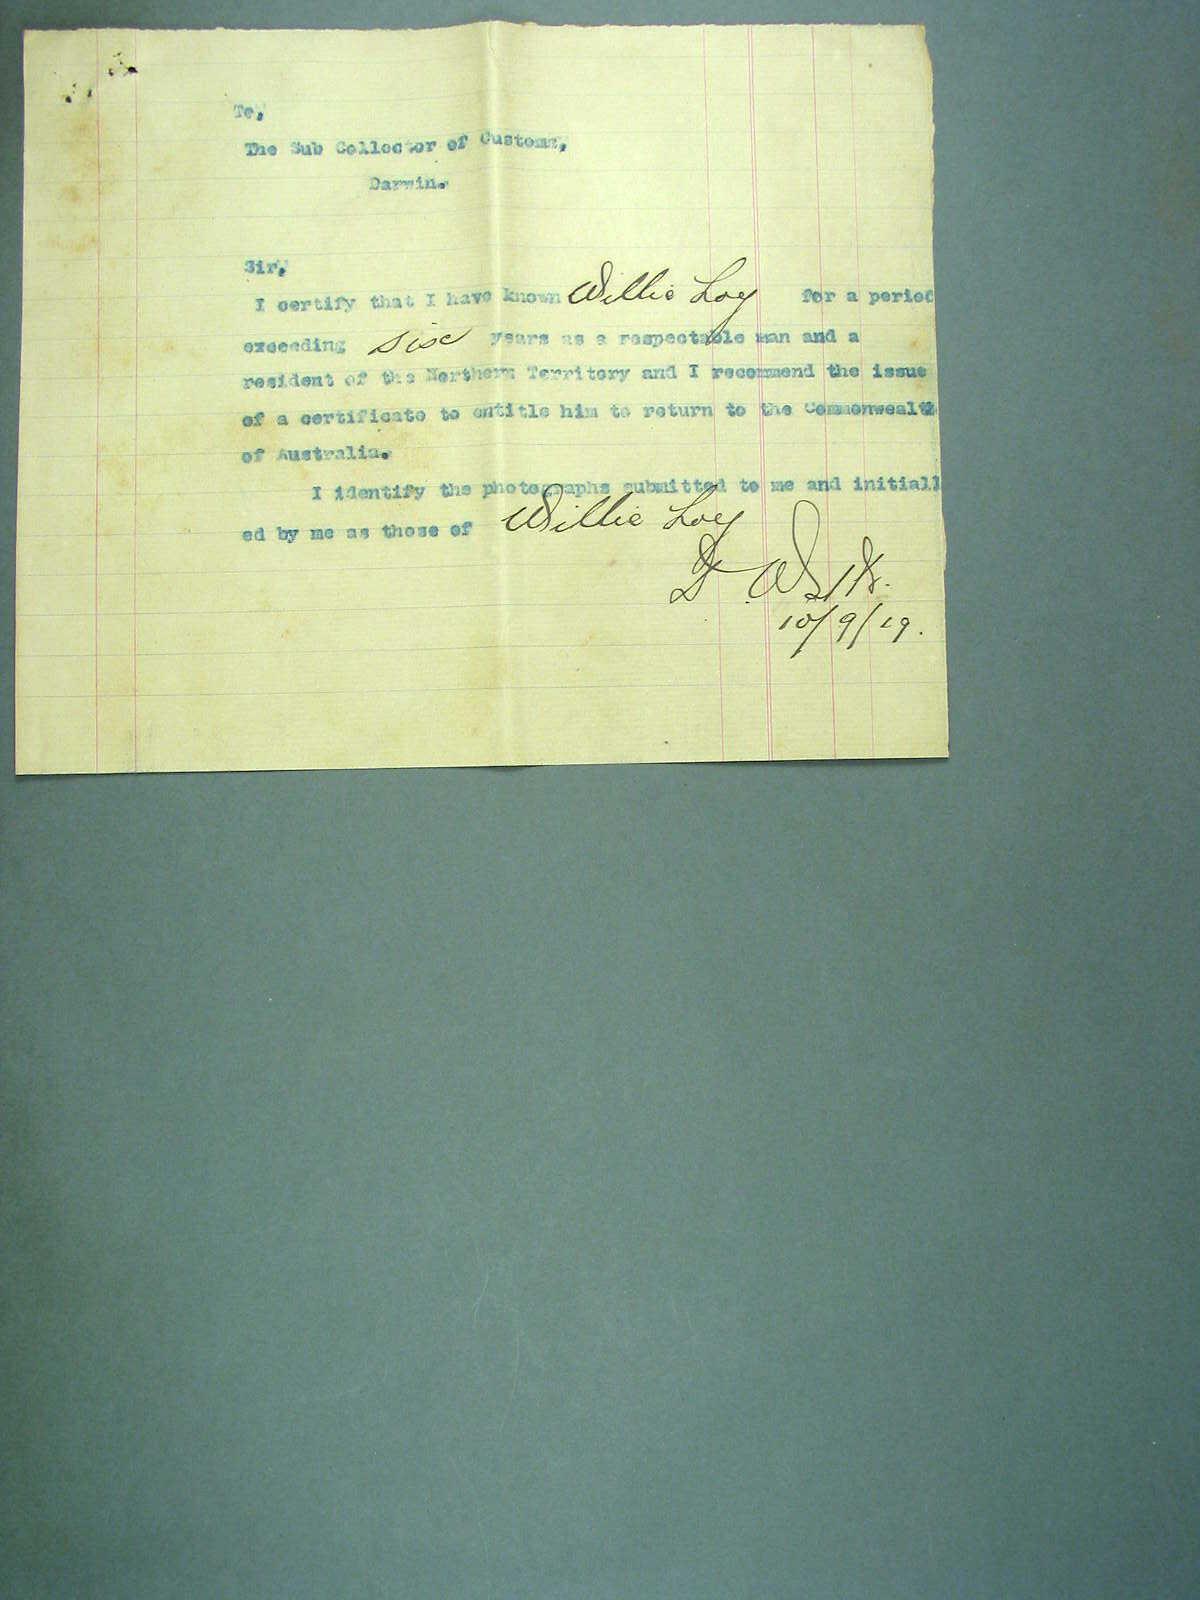 To,
The Sub Collector of Customs,
Darwin.
Sir,
I certify that I have known Willie Loy for a period
exceeding six years as a respectable man and a
resident of the Northern Territory and I recommend the issue
of a certificate to entitle him to return to the Commonwealth
of Australia.
I identify the photographs submitted to me and initiall
ed by me as those of Willie Loy
10/9/19.